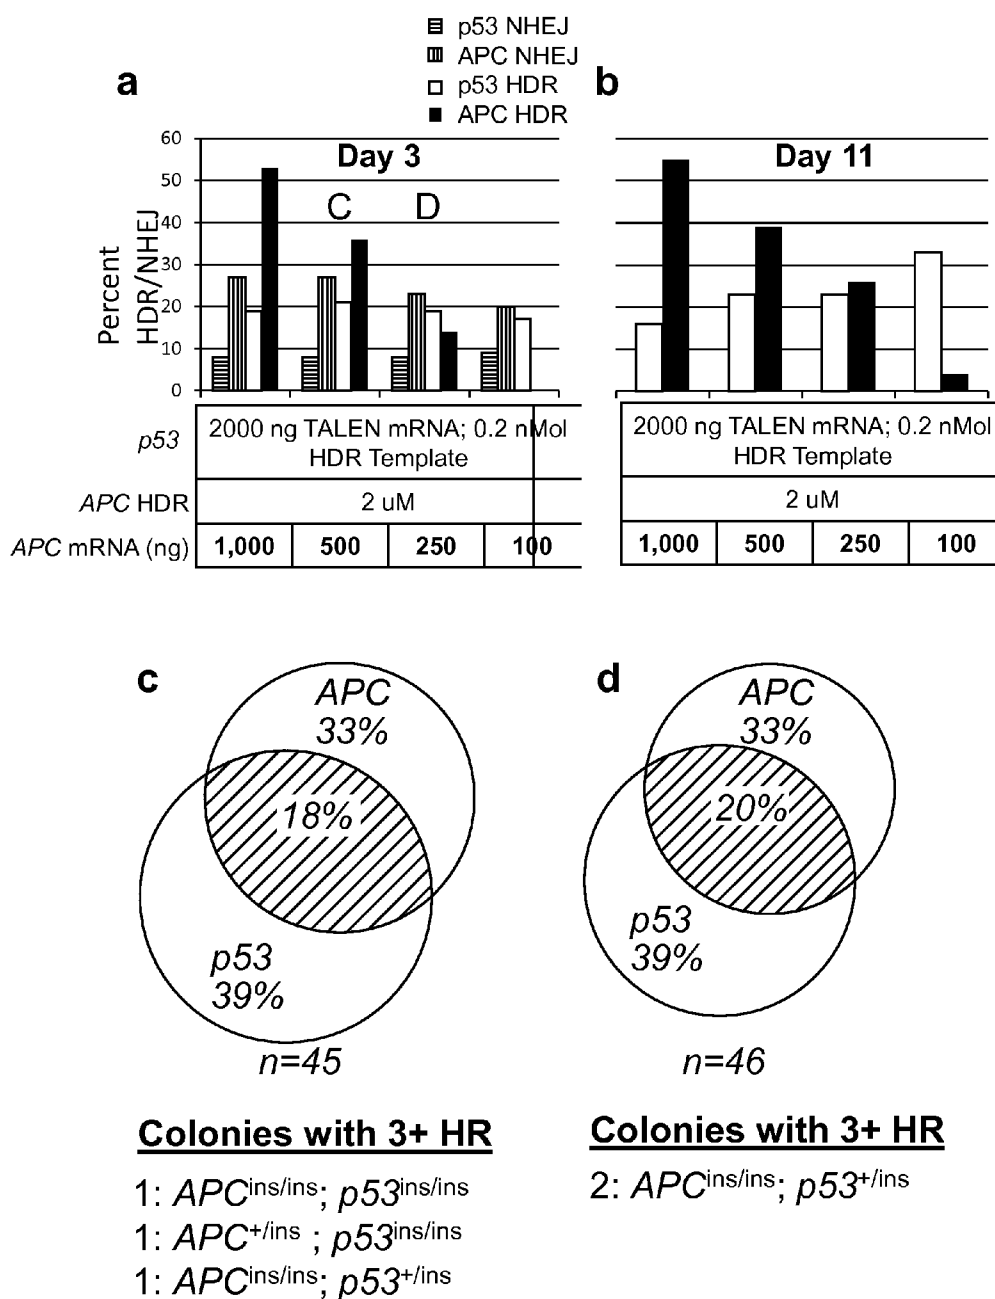 p53 NHEJ
APC NHEJ
p53 HDR
APC HDR
a
b
Day 3
Day 11
C D
Percent
HDR/NHEJ
60
50
40
30
20
10
0
p53
2000 ng TALEN mRNA; 0.2 nMol
HDR Template
APC HDR
2 uM
APC mRNA (ng)
1,000 500 250 100
2000 ng TALEN mRNA; 0.2 nMol
HDR Template
2 uM
1,000 500 250 100
c
APC
33%
18%
p53
39%
n=45
Colonies with 3+ HR
1: APCins/ins; p53ins/ins
1: APC+/ins ; p53ins/ins
1: APCins/ins; p53+/ins
d
APC
33%
20%
p53
39%
n=46
Colonies with 3+ HR
2: APCins/ins; p53+/ins